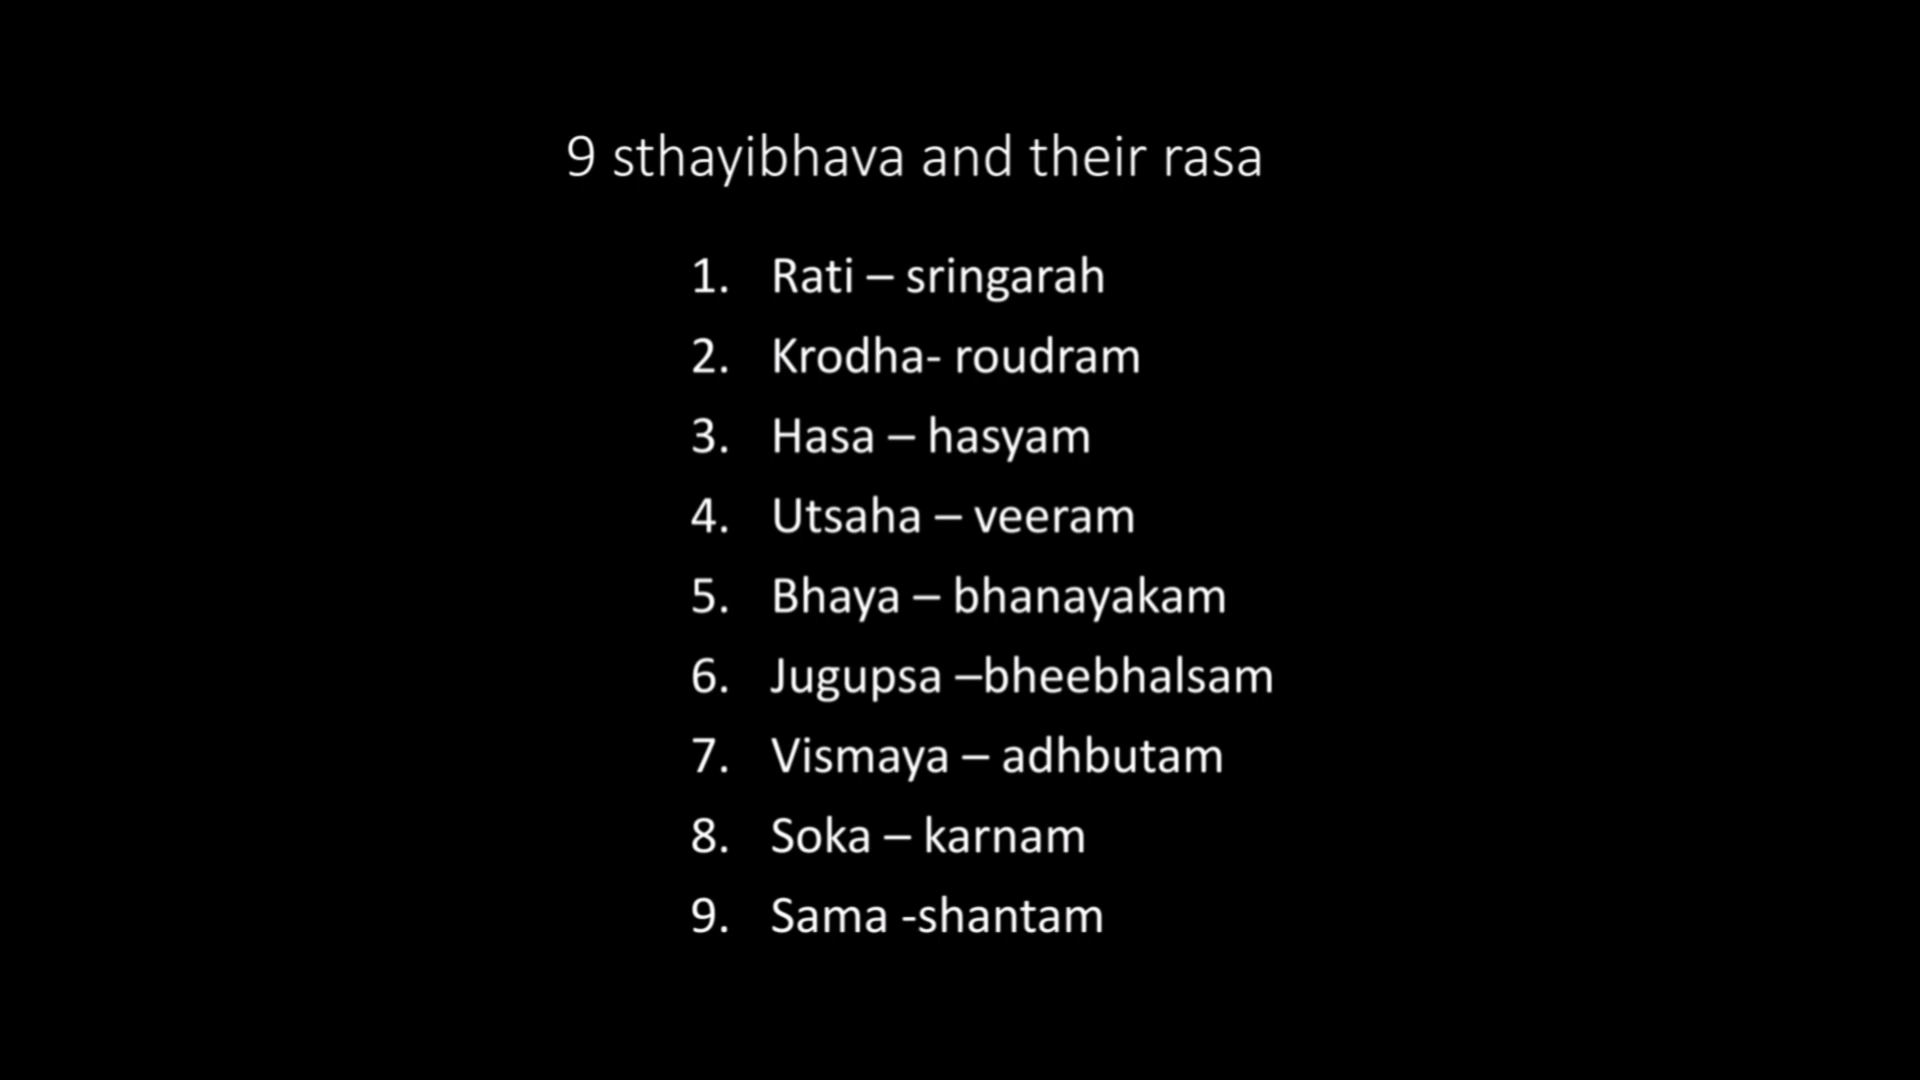 9 sthayibhava and their rasa
1. Rati – sringarah
2. Krodha- roudram
3. Hasa – hasyam
4. Utsaha – veeram
5. Bhaya – bhanayakam
6. Jugupsa –bheebhalsam
7. Vismaya – adhbutam
8. Soka – karnam
9. Sama -shantam